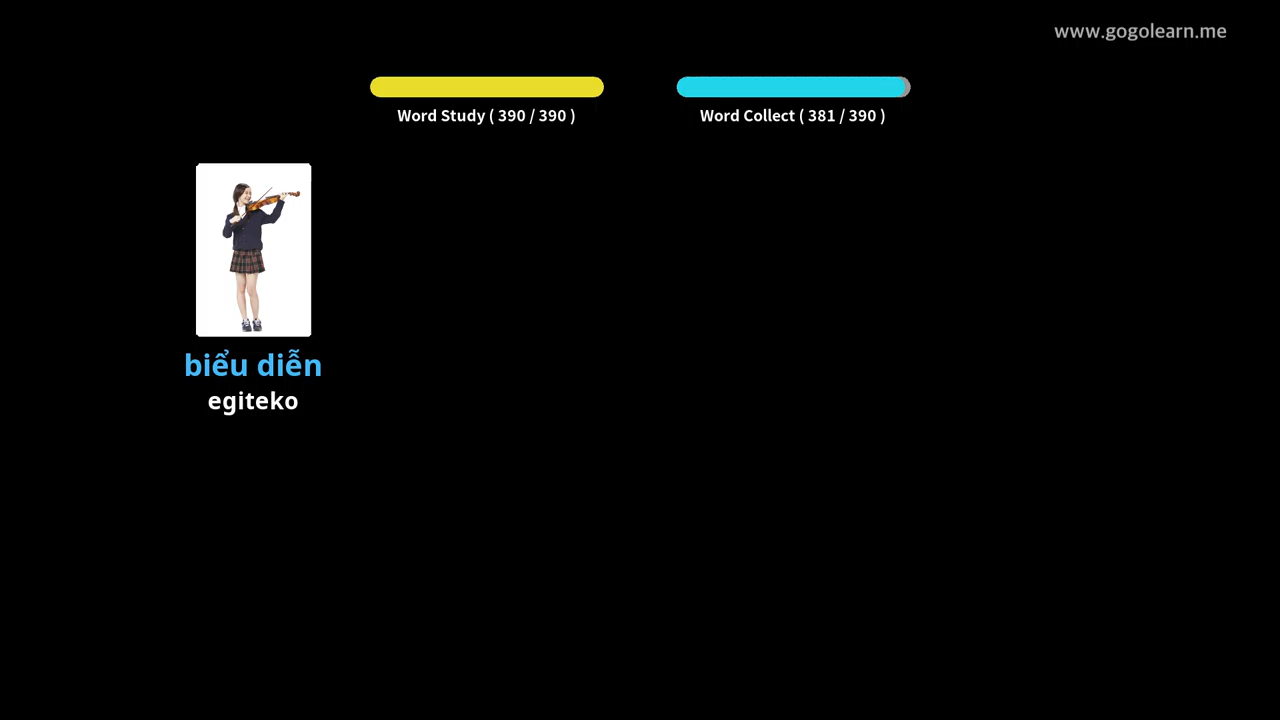 www.gogolearn.me
Word Study ( 390 / 390 )
Word Collect ( 381 / 390 )
biểu diễn
egiteko